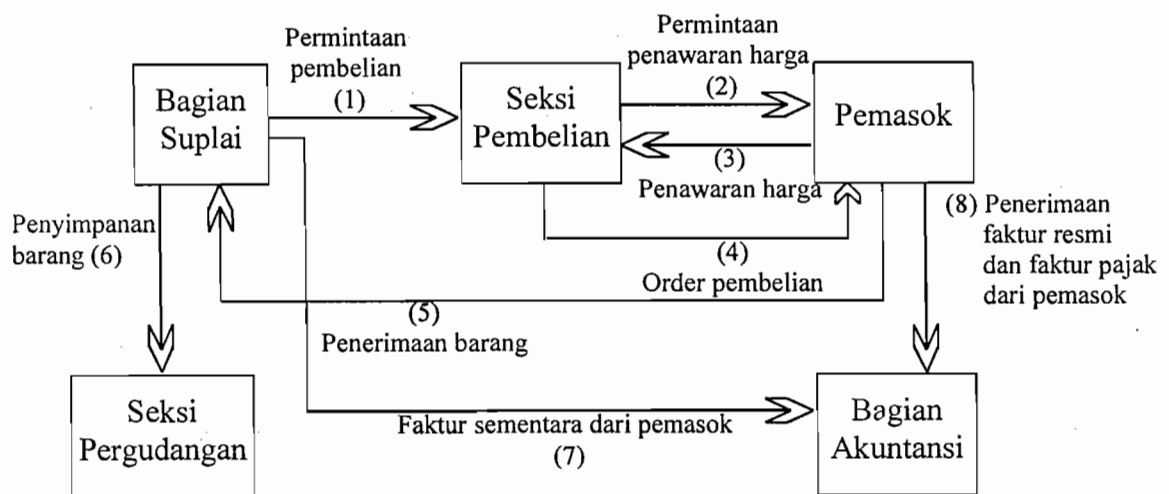 Permintaan
pembelian
(1)
Permintaan
penawaran harga
(2)
Bagian
Suplai
Seksi
Pembelian
Pemasok
(3)
Penawaran harga
Penyimpanan
barang (6)
(4)
Order pembelian
(8) Penerimaan
faktur resmi
dan faktur pajak
dari pemasok
(5)
Penerimaan barang
Seksi
Pergudangan
Faktur sementara dari pemasok
(7)
Bagian
Akuntansi